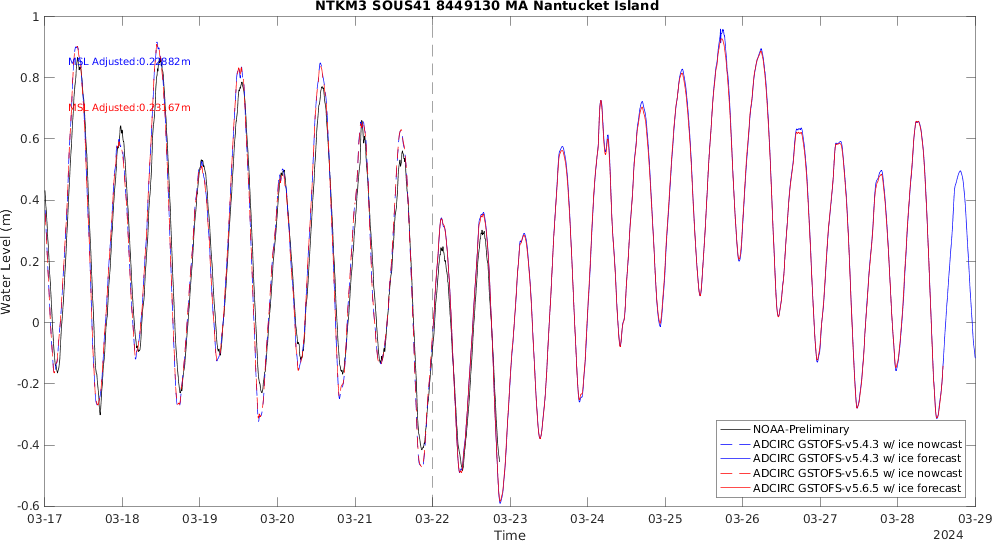 NTKM3 SOUS41 8449130 MA Nantucket Island
1
0.8
0.6
0.4
0.2
0
-0.2
-0.4
-0.6
Water Level (m)
MSL Adjusted:0.22882m
MSL Adjusted:0.23767m
NOAA-Preliminary
ADCIRC GSTOFS-v5.4.3 w/ ice nowcast
ADCIRC GSTOFS-v5.4.3 w/ ice forecast
ADCIRC GSTOFS-v5.6.5 w/ ice nowcast
ADCIRC GSTOFS-v5.6.5 w/ ice forecast
03-17 03-18 03-19 03-20 03-21 03-22 03-23 03-24 03-25 03-26 03-27 03-28 03-29
Time
2024